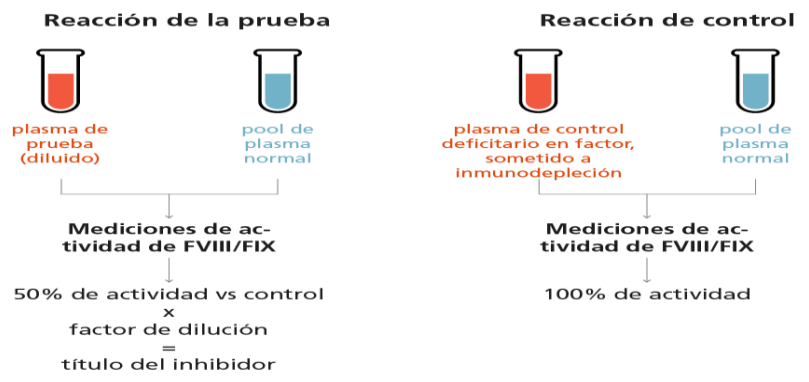 Reacción de la prueba
plasma de
prueba
(diluido)
pool de
plasma
normal
Mediciones de ac-
tividad de FVIII/FIX
50% de actividad vs control
x
factor de dilución
=
título del inhibidor
Reacción de control
plasma de control
deficitario en factor,
sometido a
inmunodepleción
pool de
plasma
normal
Mediciones de ac-
tividad de FVIII/FIX
100% de actividad